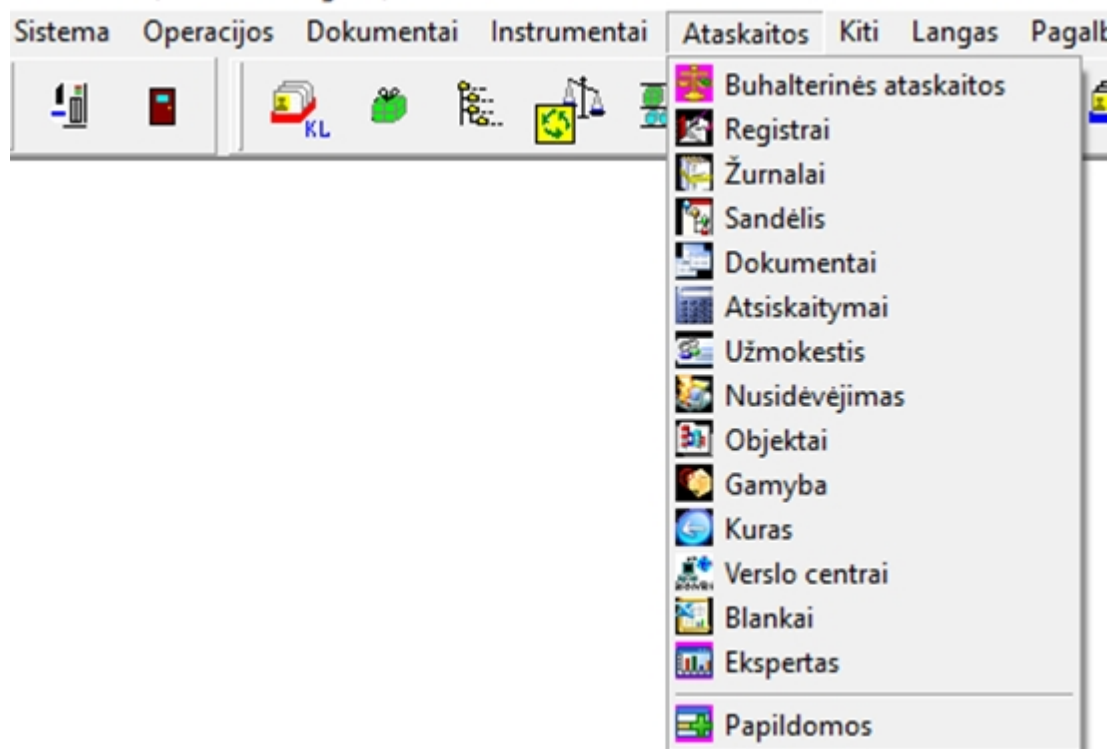 Sistema Operacijos Dokumentai Instrumentai Ataskaitos Kiti Langas
KL
Buhalterinės ataskaitos
Registrai
Žurnalai
Sandėlis
Dokumentai
Atsiskaitymai
Užmokestis
Nusidėvėjimas
Objektai
Gamyba
Kuras
Verslo centrai
Blankai
Ekspertas
Papildomos